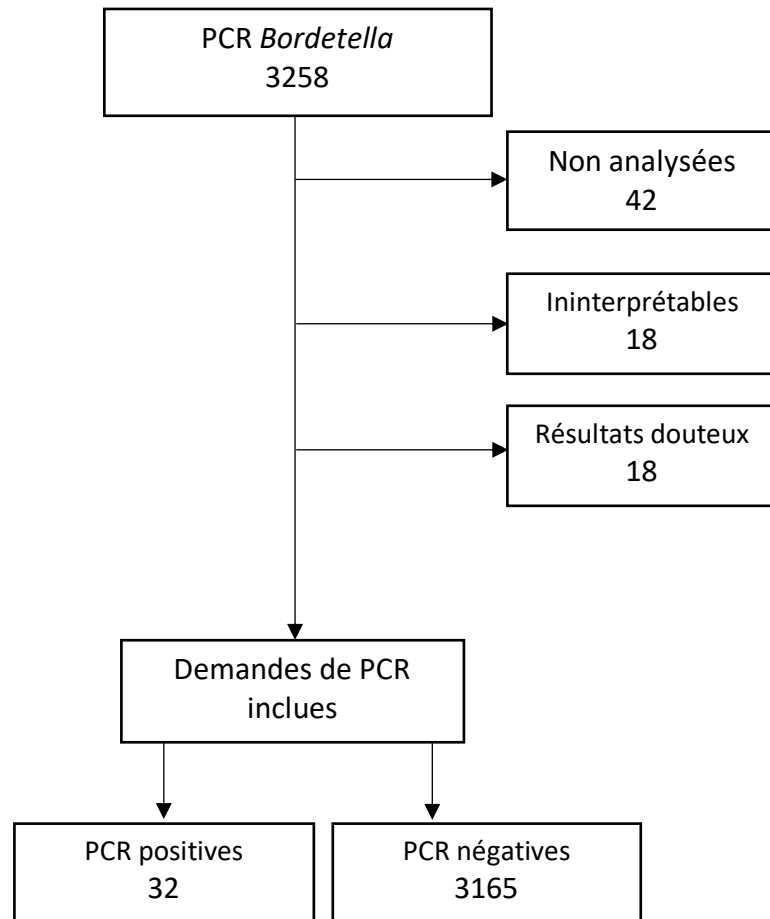 PCR Bordetella
3258
Non analysées
42
Ininterprétables
18
Résultats douteux
18
Demandes de PCR
inclues
PCR positives
32
PCR négatives
3165